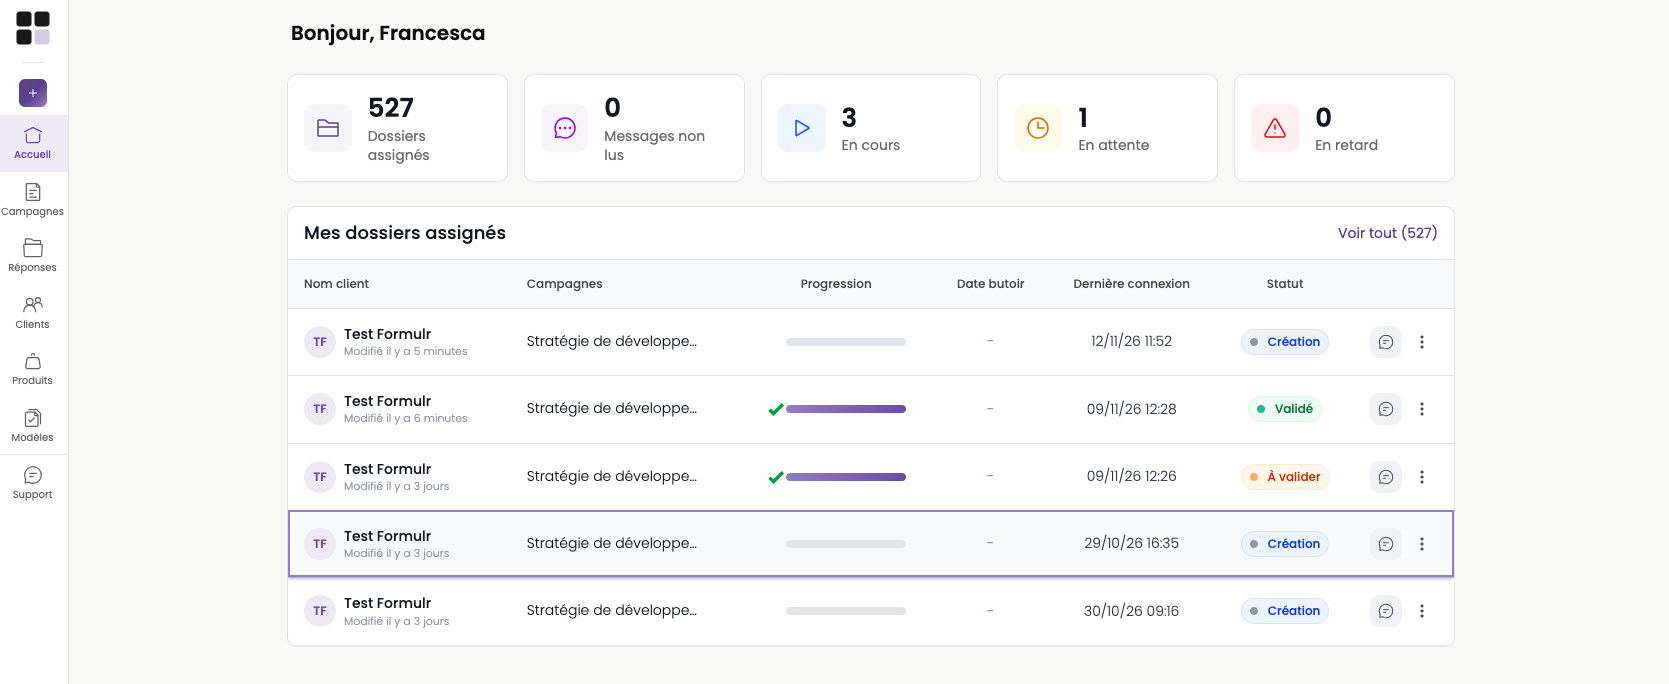 Bonjour, Francesca
527
Dossiers
assignés
0
Messages non
lus
3
En cours
1
En attente
0
En retard
Accueil
Campagnes
Réponses
Clients
Produits
Modèles
Support
Mes dossiers assignés
Voir tout (527)
Nom client Campagnes Progression Date butoir Dernière connexion Statut
TF Test Formulr Stratégie de développe... - 12/11/26 11:52 Création
Modifié il y a 5 minutes
TF Test Formulr Stratégie de développe... - 09/11/26 12:28 Validé
Modifié il y a 6 minutes
TF Test Formulr Stratégie de développe... - 09/11/26 12:26 À valider
Modifié il y a 3 jours
TF Test Formulr Stratégie de développe... - 29/10/26 16:35 Création
Modifié il y a 3 jours
TF Test Formulr Stratégie de développe... - 30/10/26 09:16 Création
Modifié il y a 3 jours